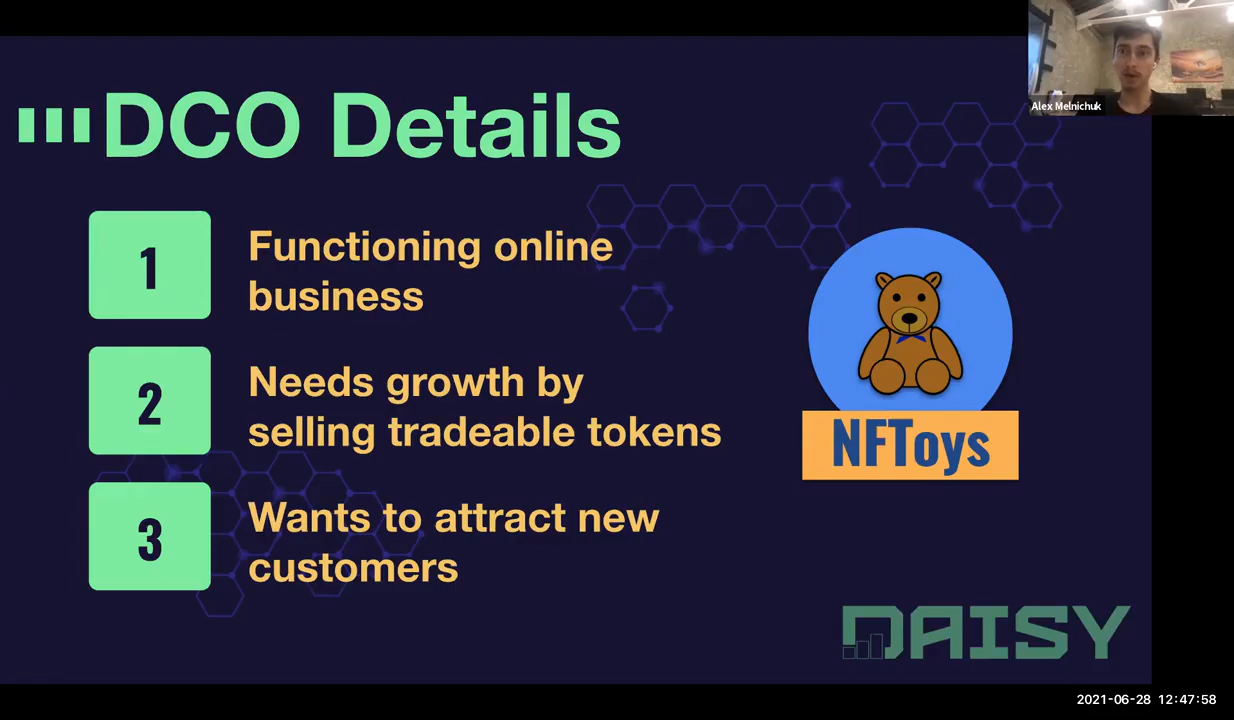 Alex Melnichuk
DCO Details
1
Functioning online
business
2
Needs growth by
selling tradeable tokens
3
Wants to attract new
customers
NFToys
DAISY
2021-06-28 12:47:58